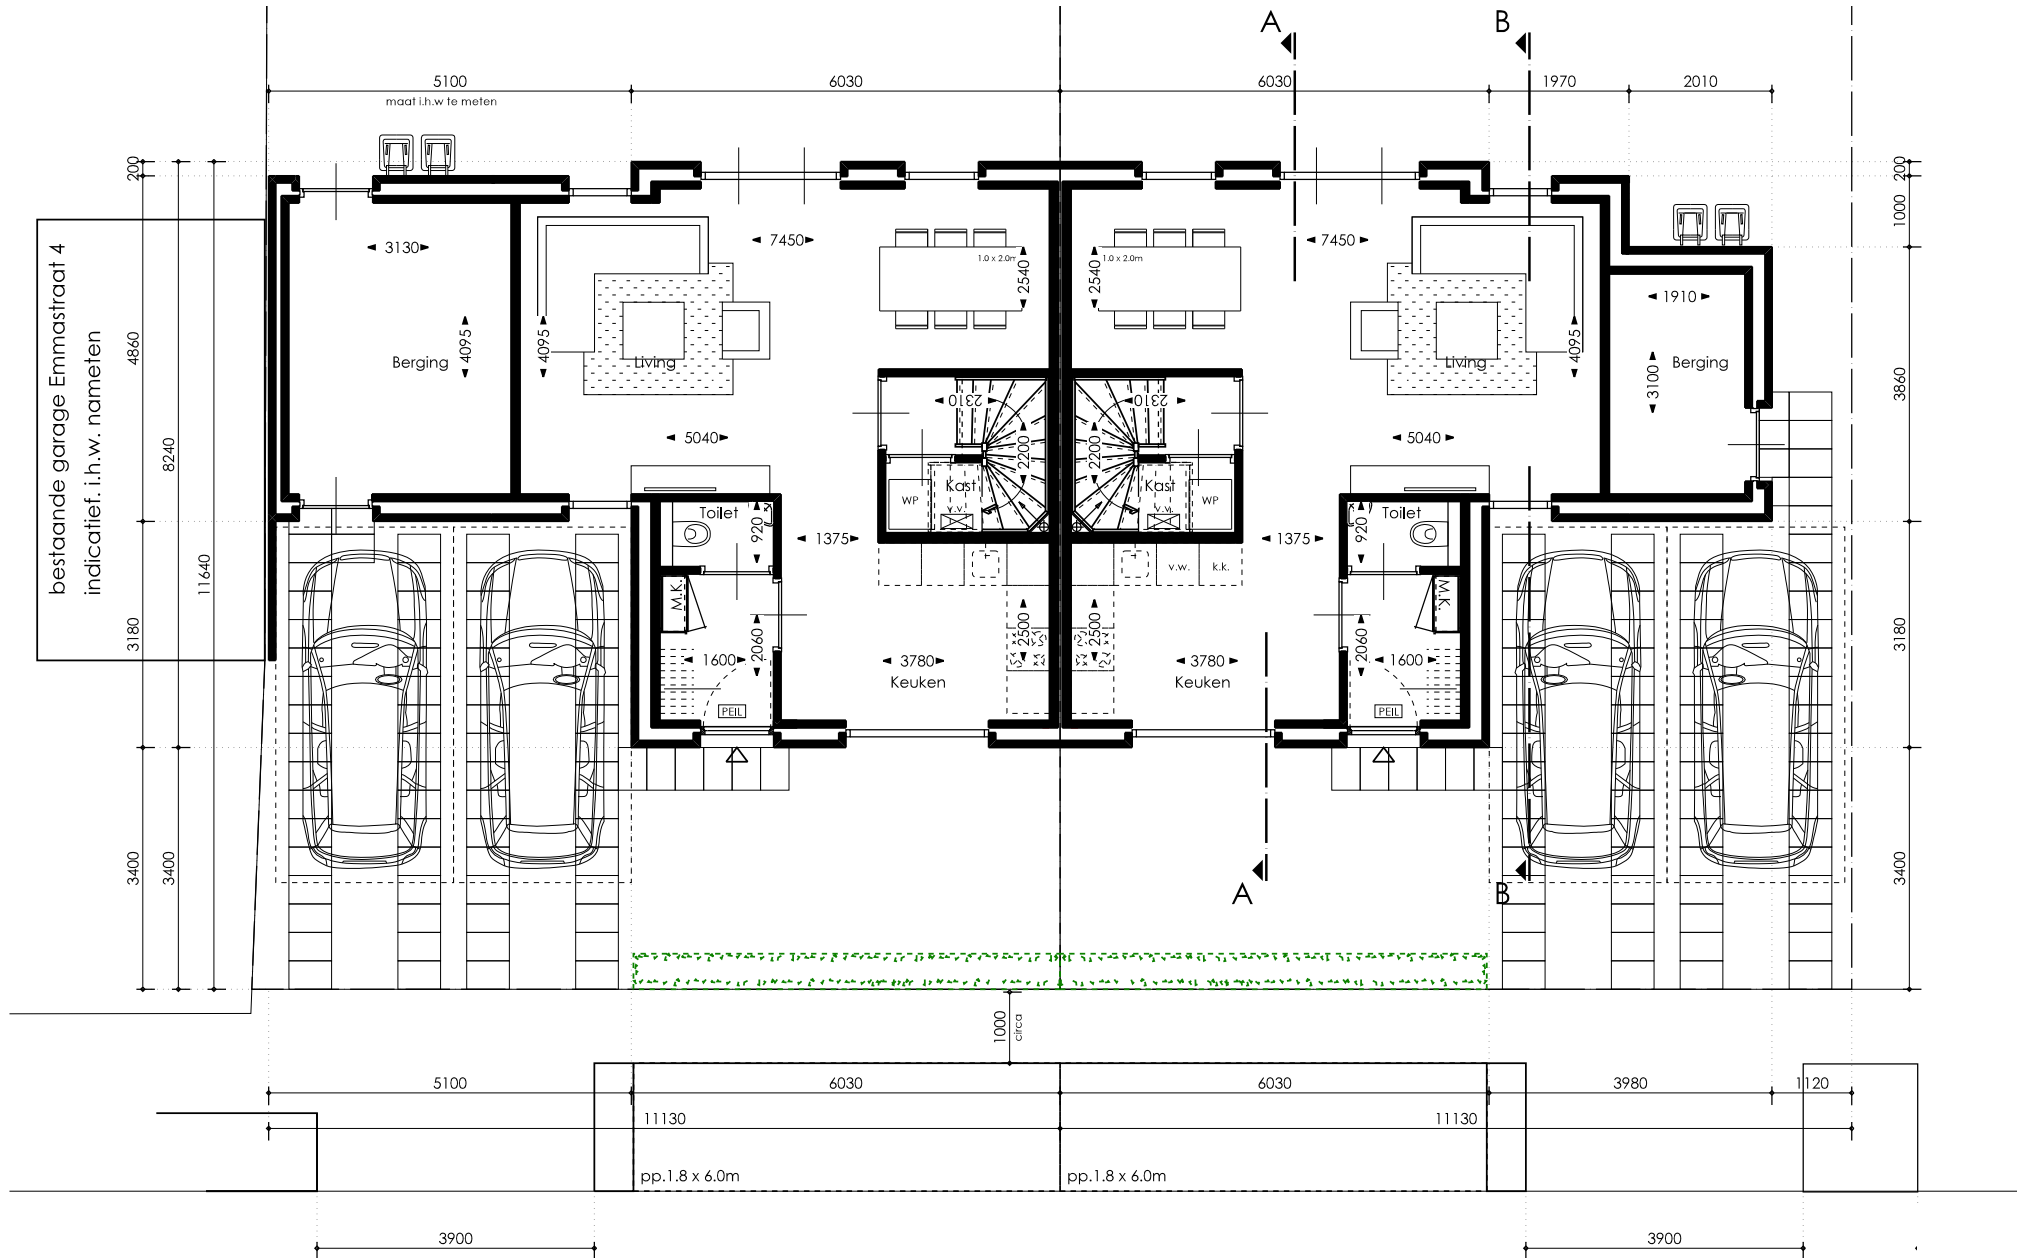 A
B
5100
6030
6030
1970
2010
maat i.h.w te meten
200
4860
8240
11640
3180
3400
3400
200
1000
3860
3180
3400
bestaande garage Emmastraat 4
indicatief. i.h.w. nameten
3130
7450
7450
1.0 x 2.0m
1.0 x 2.0m
2540
2540
1910
4095
4095
4095
3100
Berging
Living
Living
Berging
2310
2310
5040
5040
2200
2200
Kast
Kast
WP
WP
v.v.
v.v.
Toilet
Toilet
920
920
1375
1375
v.w.
k.k.
M.K.
M.K.
2060
2500
2500
2060
1600
3780
3780
1600
Keuken
Keuken
PEIL
PEIL
A
B
1000
circa
5100
6030
6030
3980
1120
11130
11130
pp.1.8 x 6.0m
pp.1.8 x 6.0m
3900
3900